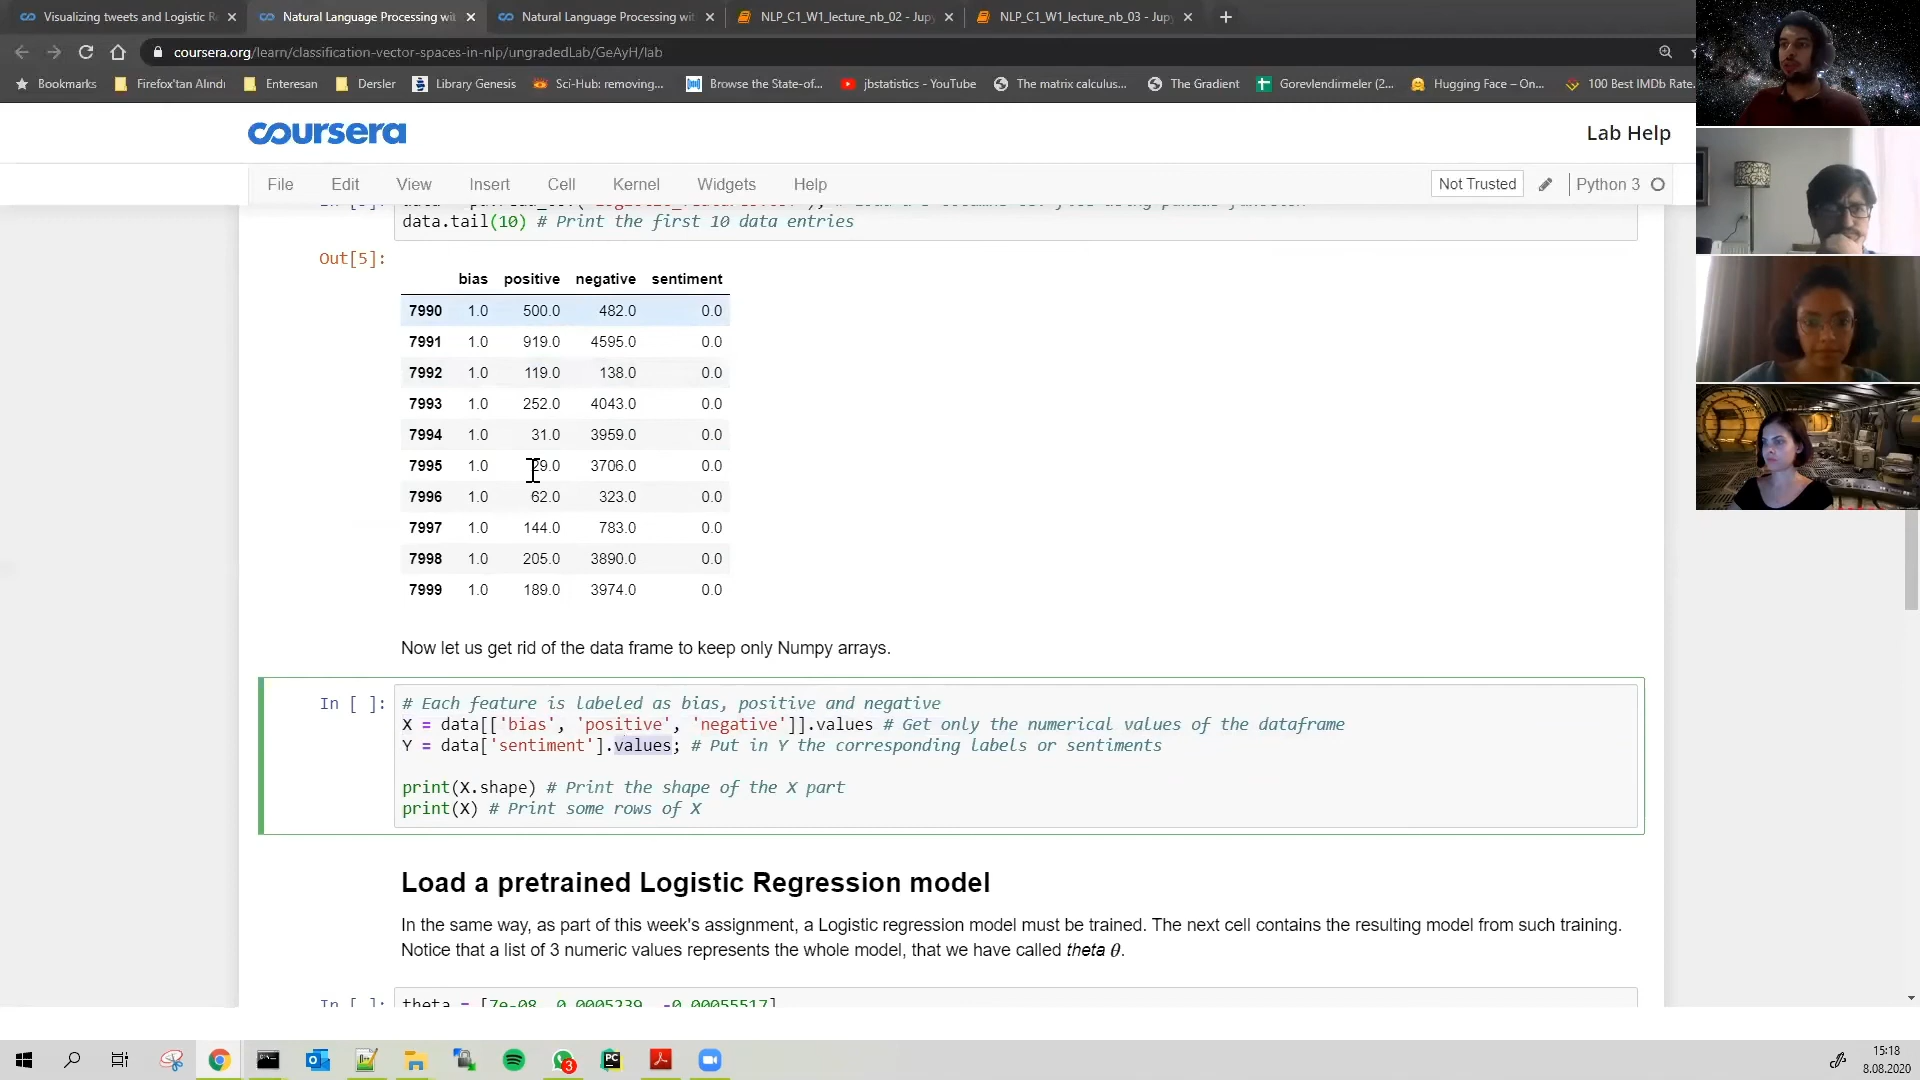 Visualizing tweets and Logistic R
Natural Language Processing wit
Natural Language Processing wit
NLP_C1_W1_lecture_nb_02 - Jupy
NLP_C1_W1_lecture_nb_03 - Jup
coursera.org/learn/classification-vector-spaces-in-nlp/ungradedLab/GeAyH/lab
Bookmarks
Firefox'tan Alındı
Enteresan
Dersler
Library Genesis
Sci-Hub: removing...
Browse the State-of...
jbstatistics - YouTube
The matrix calculus...
The Gradient
Gorevlendirmeler (2...
Hugging Face – On...
100 Best IMDb Rate.
coursera
Lab Help
File Edit View Insert Cell Kernel Widgets Help
Not Trusted
Python 3
data.tail(10) # Print the first 10 data entries
Out[5]:
bias positive negative sentiment
7990 1.0 500.0 482.0 0.0
7991 1.0 919.0 4595.0 0.0
7992 1.0 119.0 138.0 0.0
7993 1.0 252.0 4043.0 0.0
7994 1.0 31.0 3959.0 0.0
7995 1.0 29.0 3706.0 0.0
7996 1.0 62.0 323.0 0.0
7997 1.0 144.0 783.0 0.0
7998 1.0 205.0 3890.0 0.0
7999 1.0 189.0 3974.0 0.0
Now let us get rid of the data frame to keep only Numpy arrays.
In [ ]:
# Each feature is labeled as bias, positive and negative
X = data[['bias', 'positive', 'negative']].values # Get only the numerical values of the dataframe
Y = data['sentiment'].values; # Put in Y the corresponding labels or sentiments
print(X.shape) # Print the shape of the X part
print(X) # Print some rows of X
Load a pretrained Logistic Regression model
In the same way, as part of this week's assignment, a Logistic regression model must be trained. The next cell contains the resulting model from such training.
Notice that a list of 3 numeric values represents the whole model, that we have called theta θ.
In [ ]: theta = [7e-08, 0.0005239, -0.00055517]
3
PC
15:18
8.08.2020